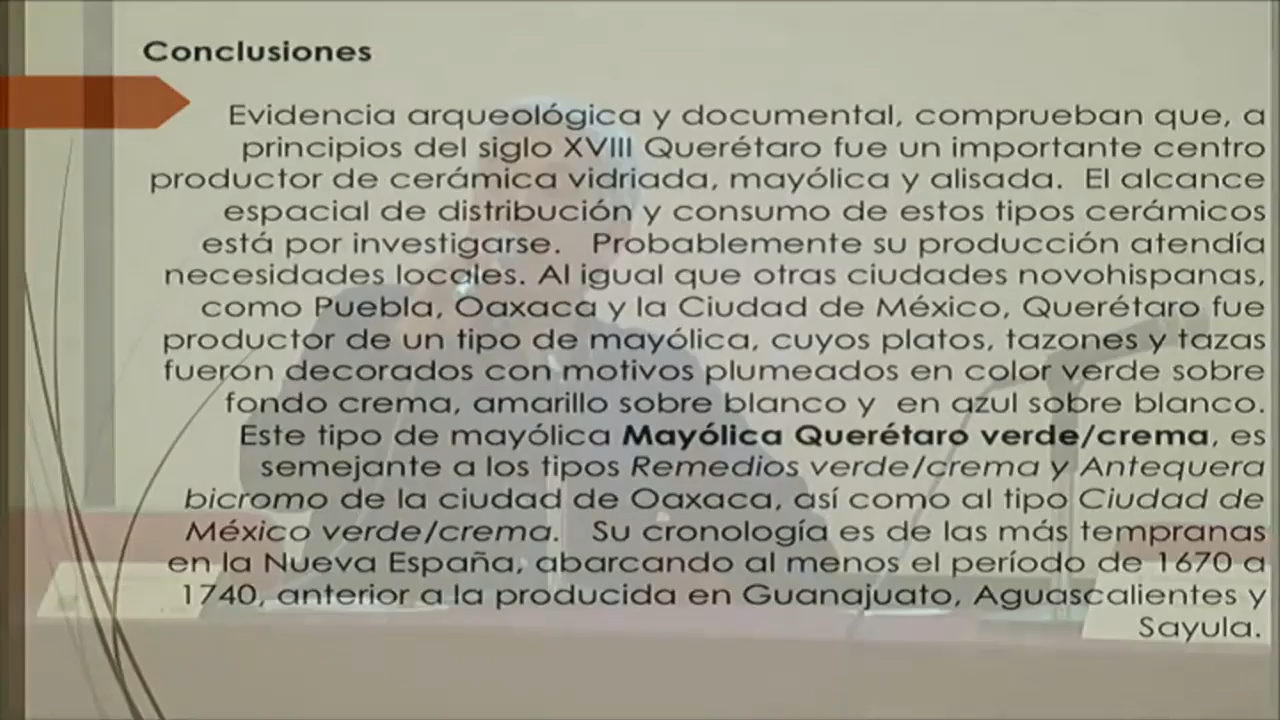 Conclusiones
Evidencia arqueológica y documental, comprueban que, a
principios del siglo XVIII Querétaro fue un importante centro
productor de cerámica vidriada, mayólica y alisada. El alcance
espacial de distribución y consumo de estos tipos cerámicos
está por investigarse. Probablemente su producción atendía
necesidades locales. Al igual que otras ciudades novohispanas,
como Puebla, Oaxaca y la Ciudad de México, Querétaro fue
productor de un tipo de mayólica, cuyos platos, tazones y tazas
fueron decorados con motivos plumeados en color verde sobre
fondo crema, amarillo sobre blanco y en azul sobre blanco.
Este tipo de mayólica Mayólica Querétaro verde/crema, es
semejante a los tipos Remedios verde/crema y Antequera
bicromo de la ciudad de Oaxaca, así como al tipo Ciudad de
México verde/crema. Su cronología es de las más tempranas
en la Nueva España, abarcando al menos el período de 1670 a
1740, anterior a la producida en Guanajuato, Aguascalientes y
Sayula.